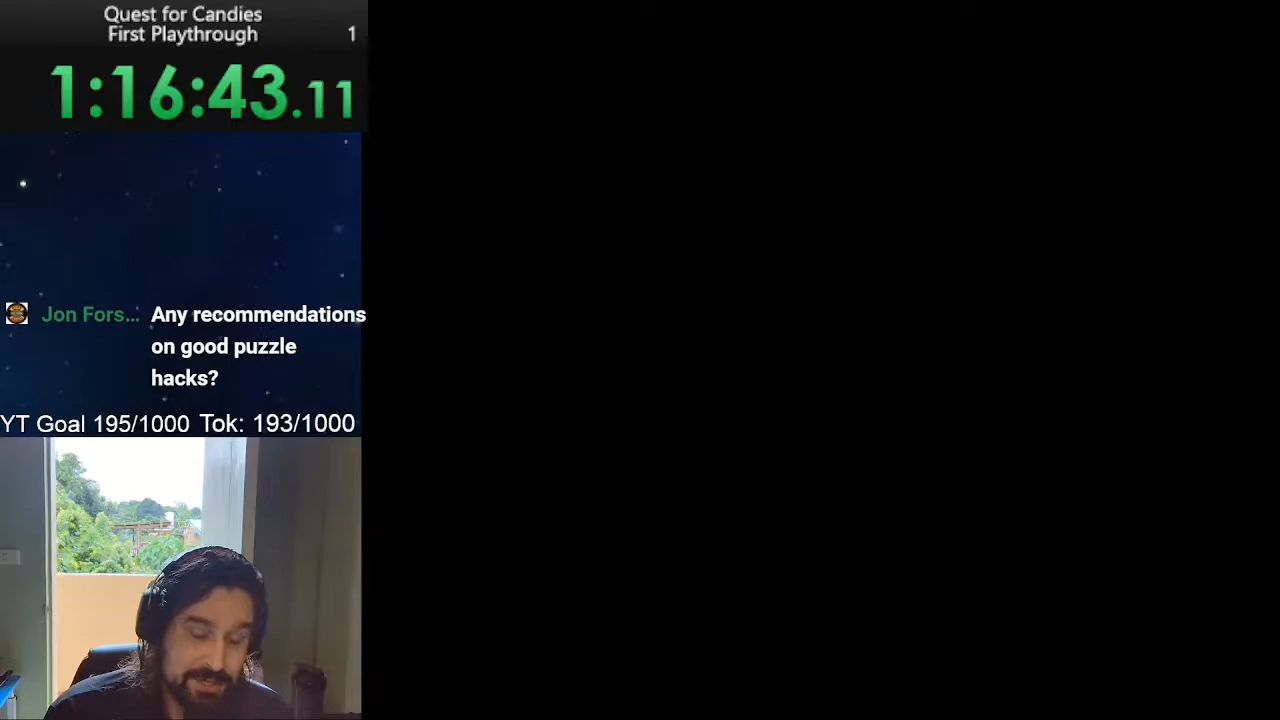 Quest for Candies
First Playthrough 1
1:16:43.11
Jon Fors... Any recommendations
on good puzzle
hacks?
YT Goal 195/1000 Tok: 193/1000